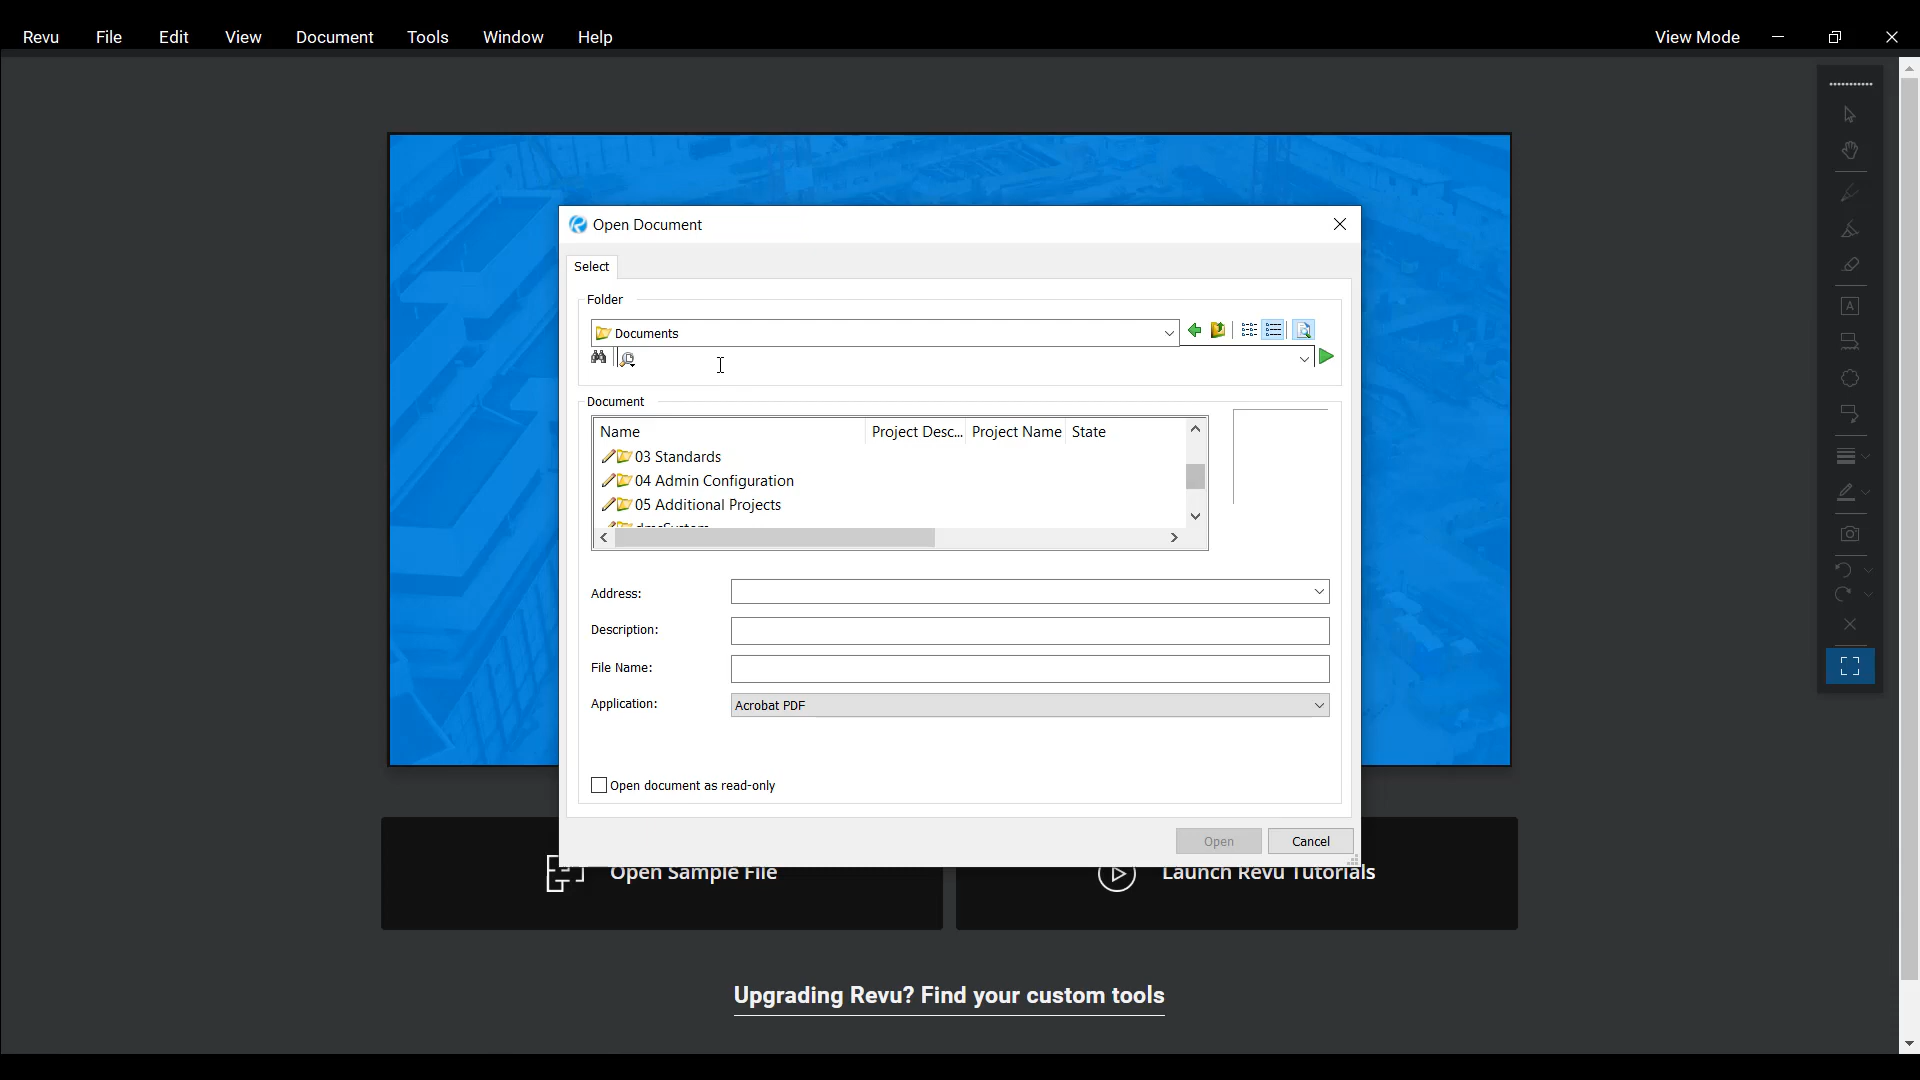 Revu File Edit View Document Tools Window Help View Mode
Open Document
Select
Folder
Documents
Document
Name Project Desc... Project Name State
03 Standards
04 Admin Configuration
05 Additional Projects
Address:
Description:
File Name:
Application: Acrobat PDF
Open document as read-only
Open Cancel
Open Sample File Launch Revu Tutorials
Upgrading Revu? Find your custom tools